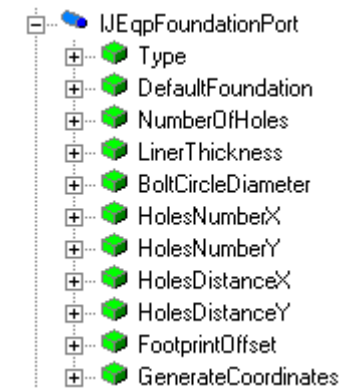 IJEqpFoundationPort
Type
DefaultFoundation
NumberOfHoles
LinerThickness
BoltCircleDiameter
HolesNumberX
HolesNumberY
HolesDistanceX
HolesDistanceY
FootprintOffset
GenerateCoordinates